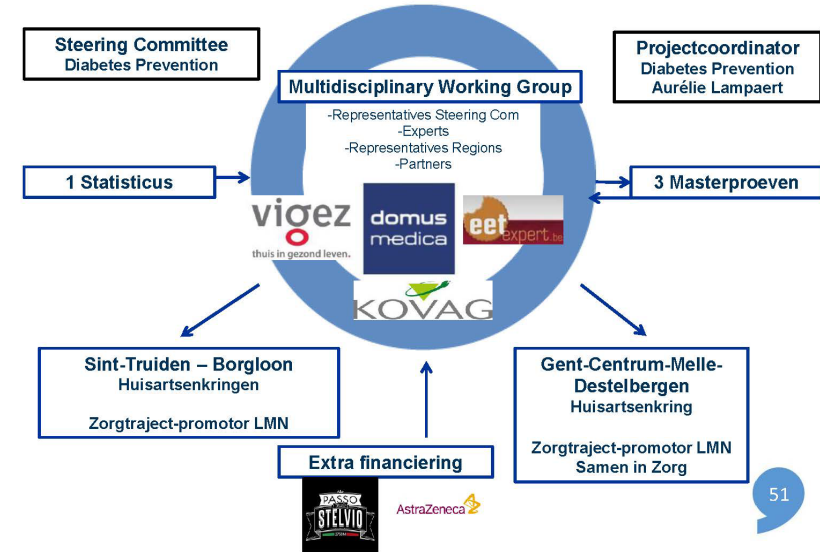 Steering Committee
Diabetes Prevention
Projectcoordinator
Diabetes Prevention
Aurélie Lampaert
Multidisciplinary Working Group
-Representatives Steering Com
-Experts
-Representatives Regions
-Partners
1 Statisticus
3 Masterproeven
vigez
thuis in gezond leven.
domus
medica
eet
expert.be
KOVAG
Sint-Truiden – Borgloon
Huisartsenkringen
Zorgtraject-promotor LMN
Gent-Centrum-Melle-
Destelbergen
Huisartsenkring
Zorgtraject-promotor LMN
Samen in Zorg
Extra financiering
PASSO
STELVIO
AstraZeneca
51